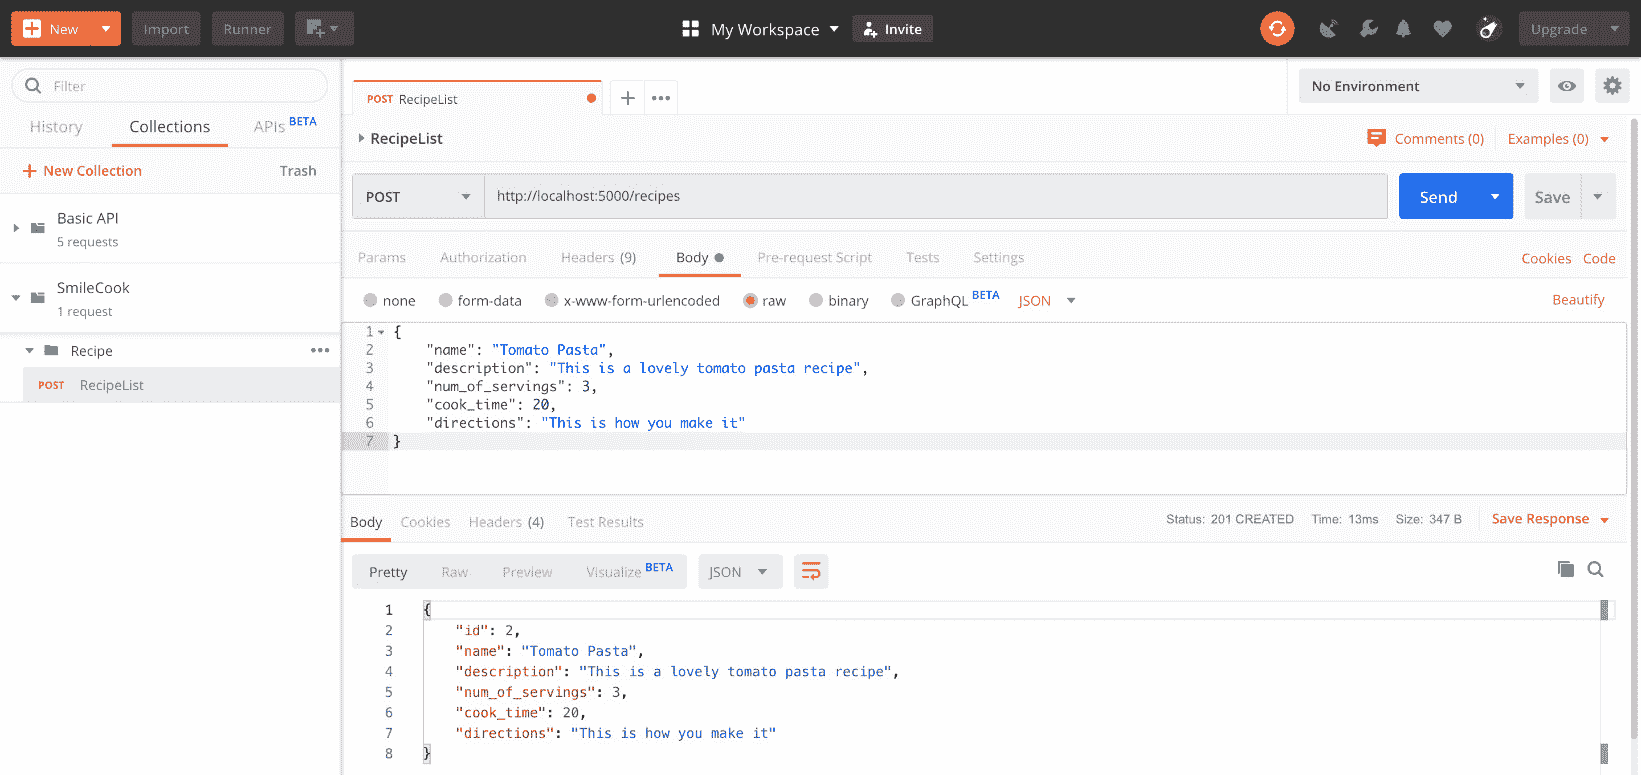 New Import Runner My Workspace Invite Upgrade
Filter
POST RecipeList No Environment
History Collections APIs BETA
RecipeList Comments (0) Examples (0)
New Collection Trash
POST http://localhost:5000/recipes Send Save
Basic API
5 requests
Params Authorization Headers (9) Body Pre-request Script Tests Settings Cookies Code
SmileCook
1 request
none form-data x-www-form-urlencoded raw binary GraphQL BETA JSON Beautify
Recipe
POST RecipeList
1 {
2 "name": "Tomato Pasta",
3 "description": "This is a lovely tomato pasta recipe",
4 "num_of_servings": 3,
5 "cook_time": 20,
6 "directions": "This is how you make it"
7 }
Body Cookies Headers (4) Test Results Status: 201 CREATED Time: 13ms Size: 347 B Save Response
Pretty Raw Preview Visualize BETA JSON
1 {
2 "id": 2,
3 "name": "Tomato Pasta",
4 "description": "This is a lovely tomato pasta recipe",
5 "num_of_servings": 3,
6 "cook_time": 20,
7 "directions": "This is how you make it"
8 }